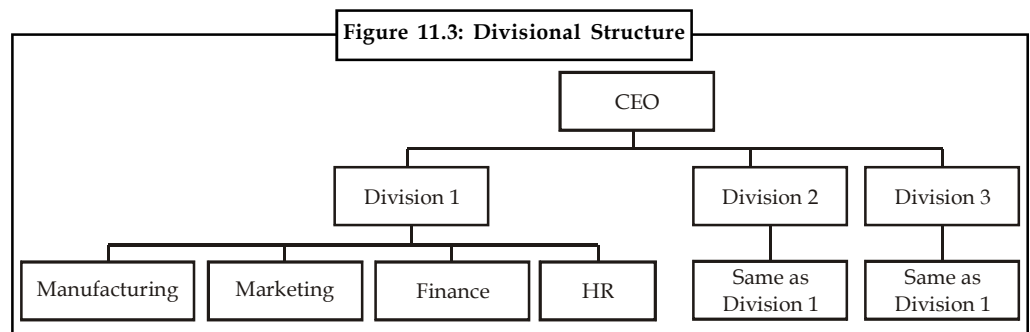 Figure 11.3: Divisional Structure
CEO
Division 1
Division 2
Division 3
Manufacturing
Marketing
Finance
HR
Same as
Division 1
Same as
Division 1